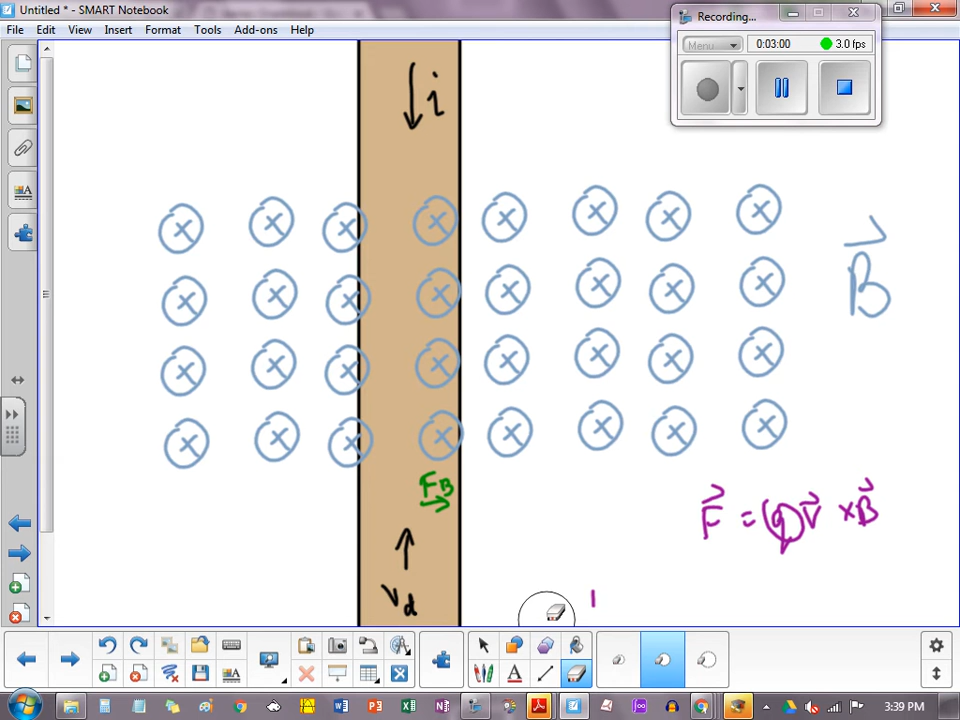 Untitled * - SMART Notebook
Recording...
File Edit View Insert Format Tools Add-ons Help
Menu 0:03:00 3.0 fps
i
B
F_B
F = (q)V × B
V_d
3:39 PM